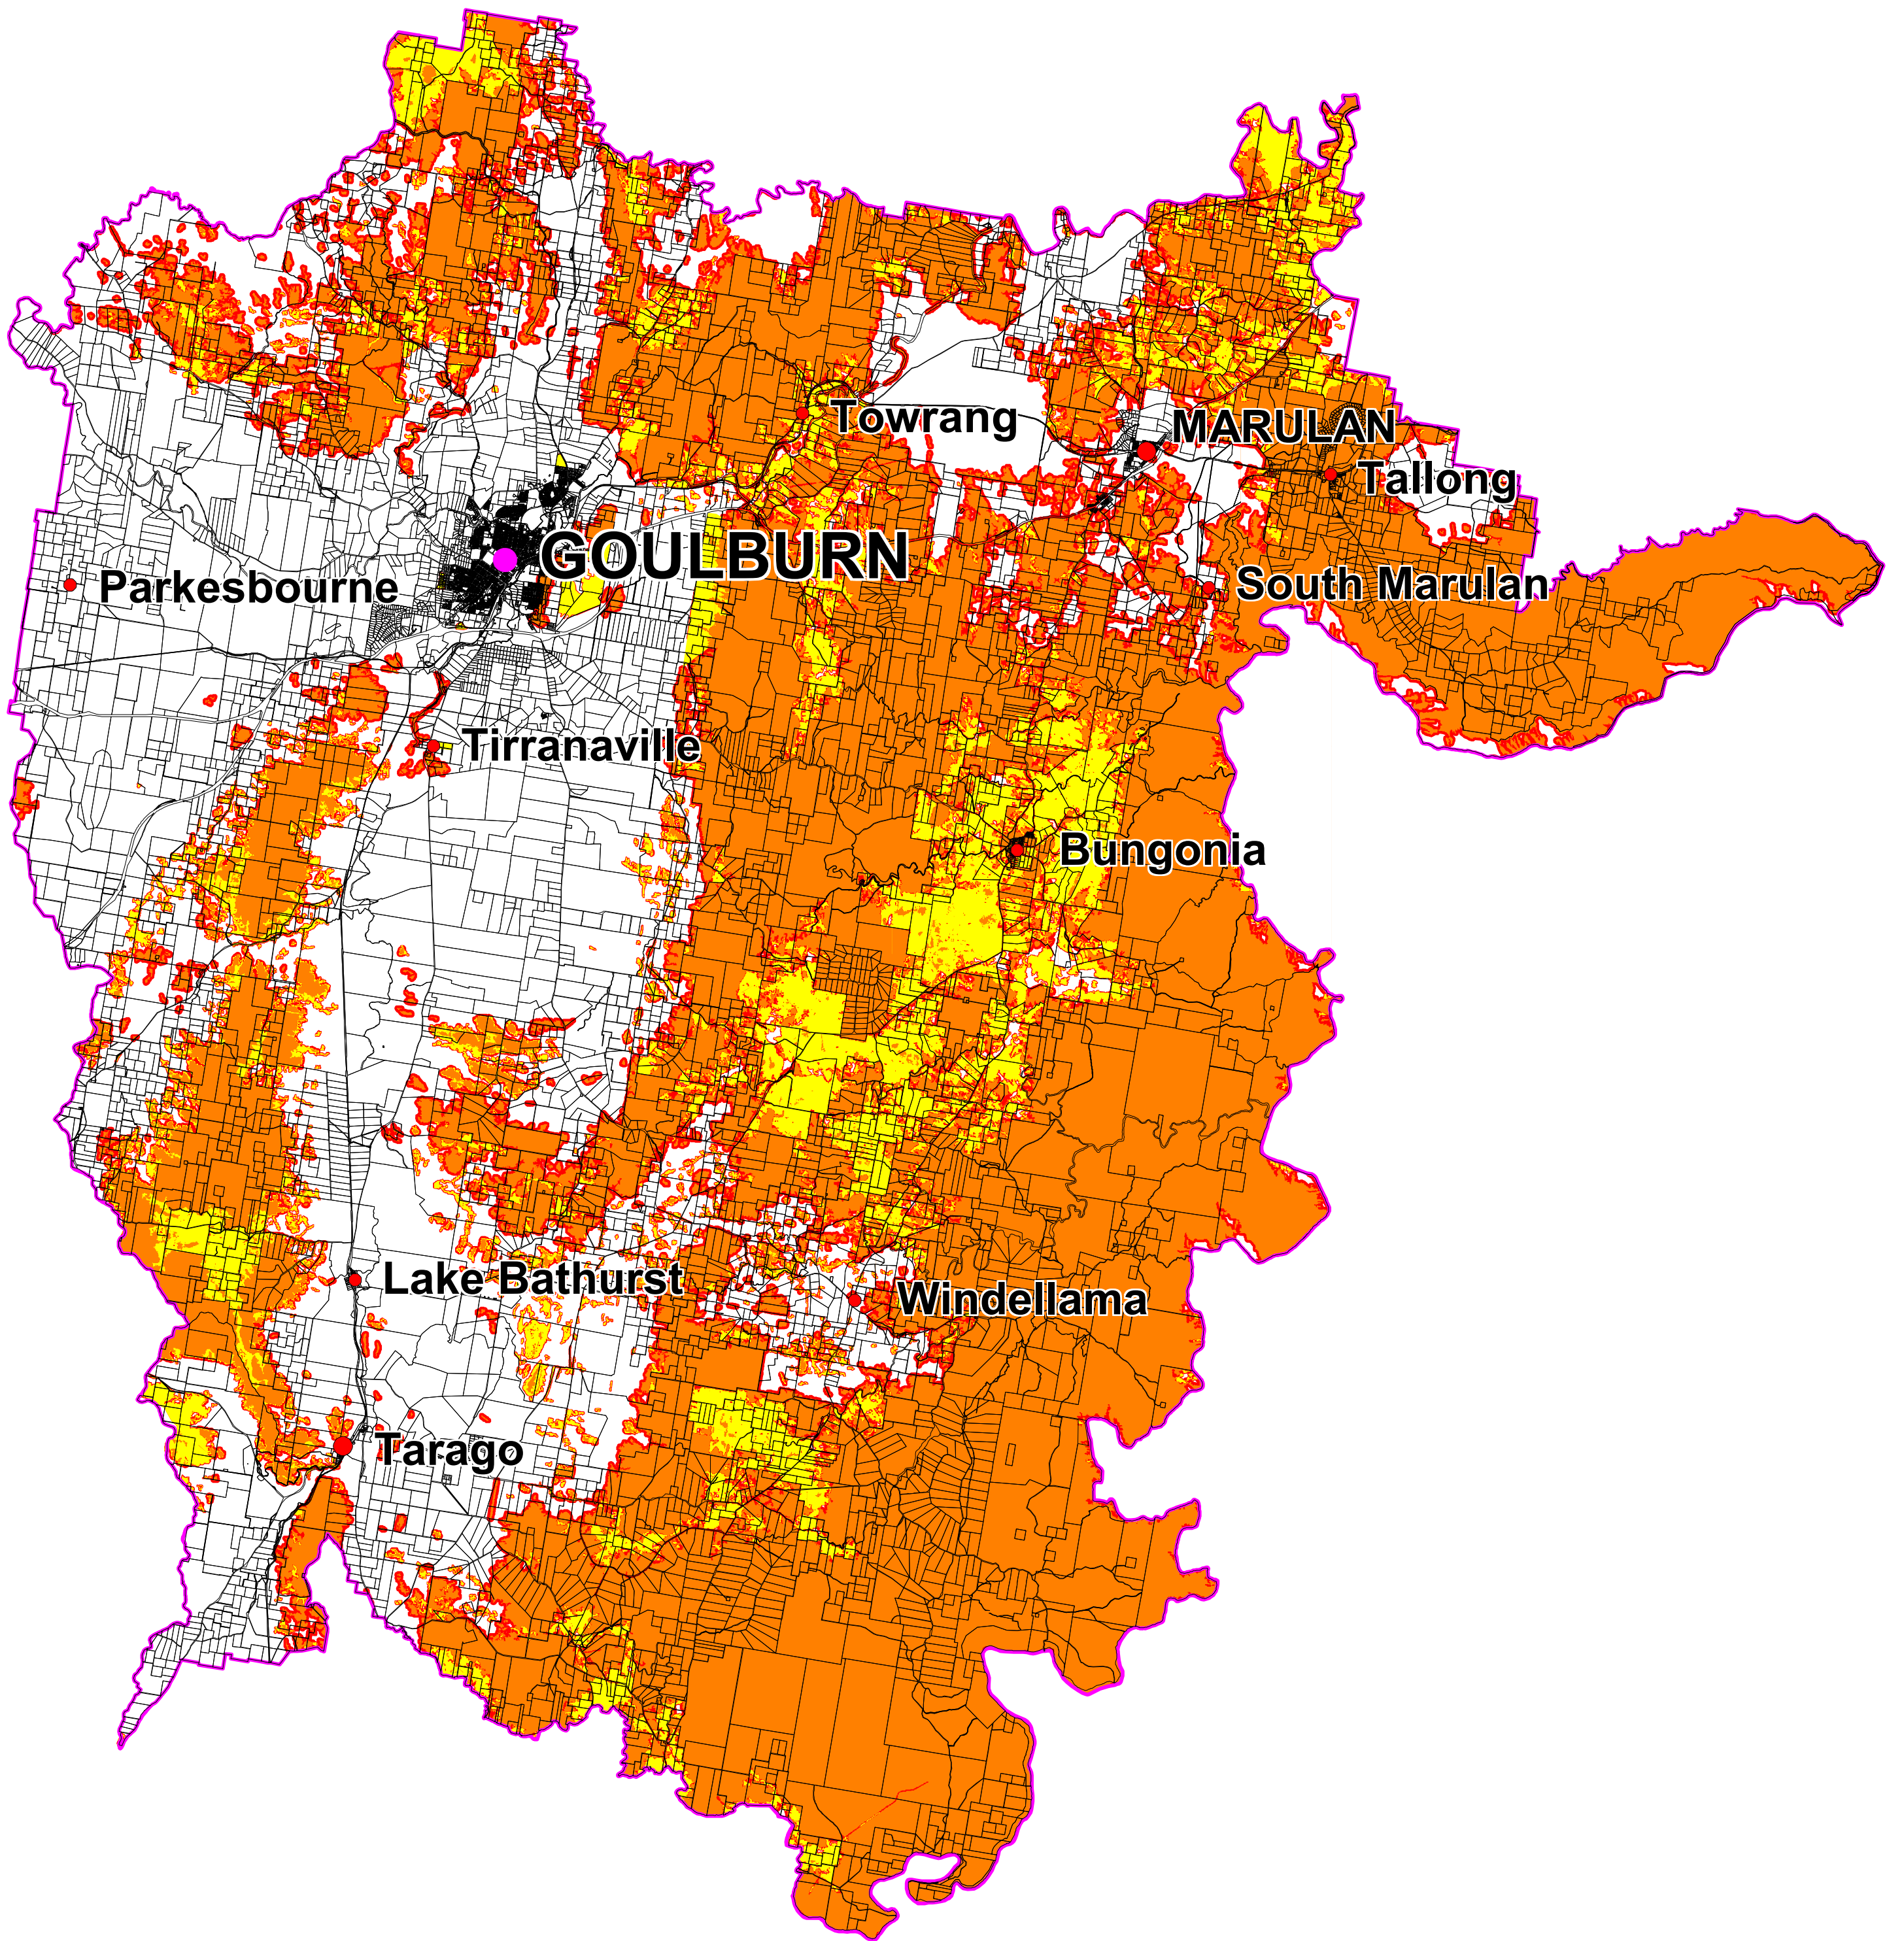 Towrang
MARULAN
Tallong
GOULBURN
Parkesbourne
South Marulan
Tirranaville
Bungonia
Lake Bathurst
Windellama
Tarago